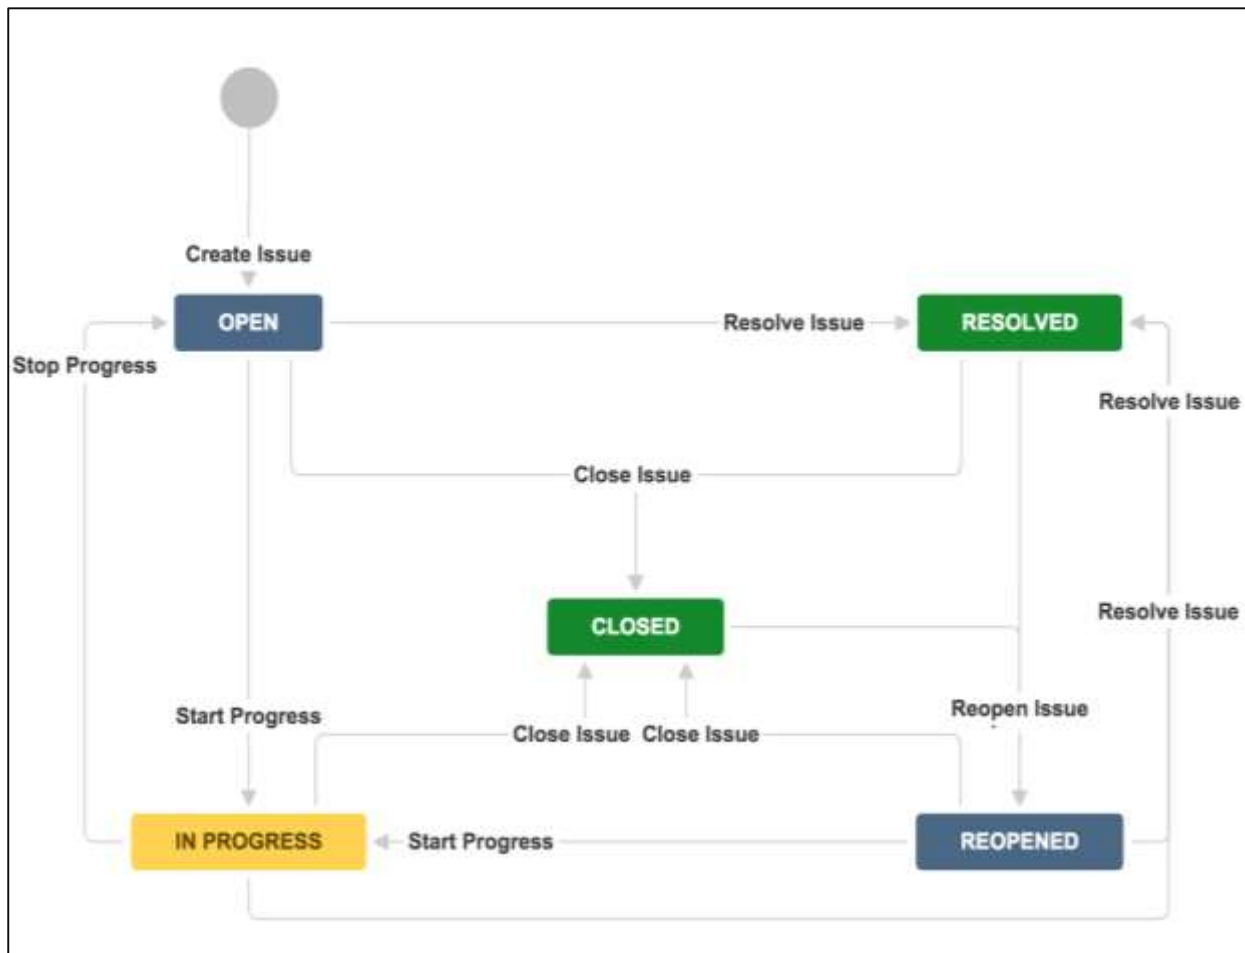 Create Issue
OPEN
Resolve Issue
RESOLVED
Stop Progress
Resolve Issue
Close Issue
CLOSED
Resolve Issue
Start Progress
Reopen Issue
Close Issue
Close Issue
IN PROGRESS
Start Progress
REOPENED